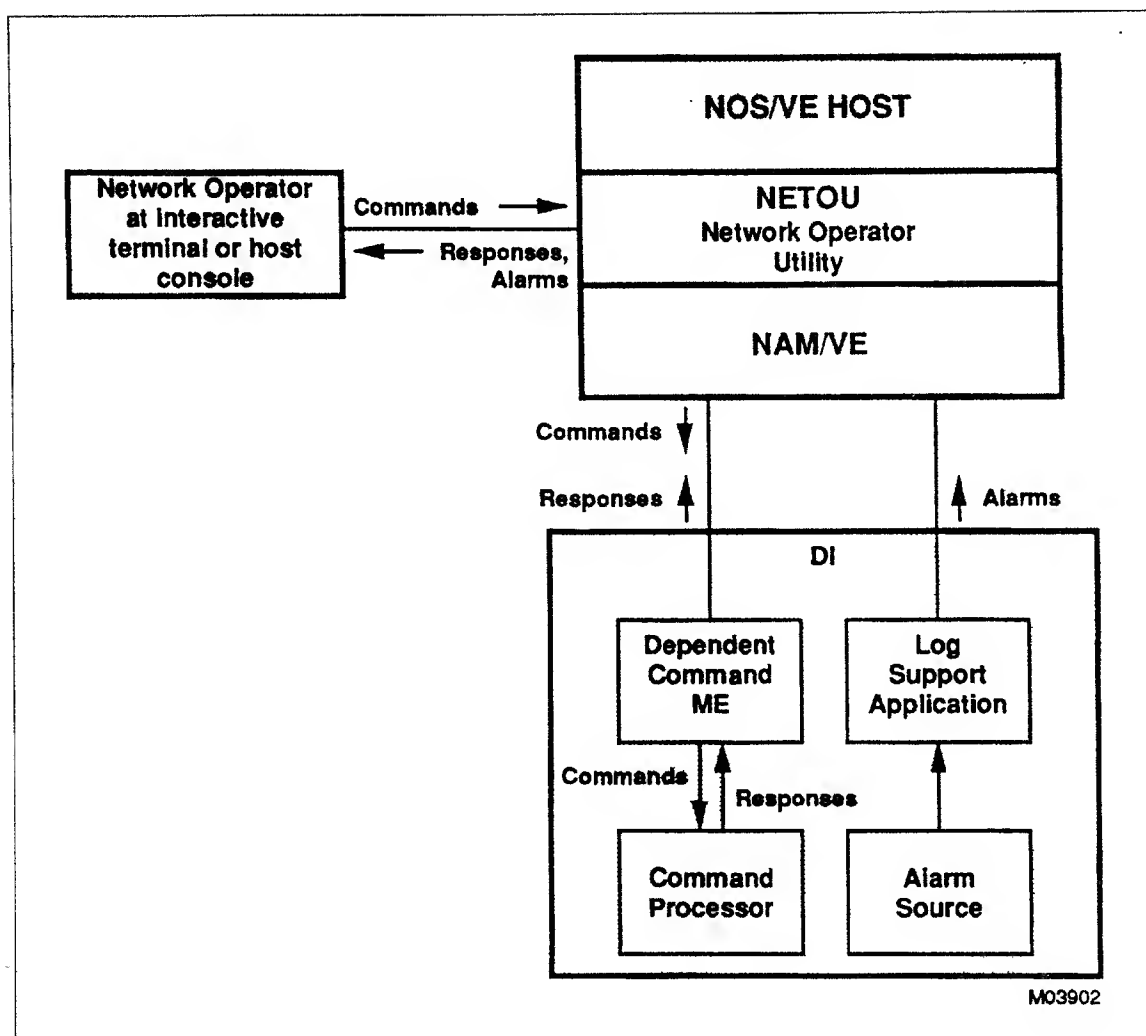 NOS/VE HOST
Network Operator
at interactive
terminal or host
console
Commands
Responses,
Alarms
NETOU
Network Operator
Utility
NAM/VE
Commands
Responses
Alarms
DI
Dependent
Command
ME
Log
Support
Application
Commands
Responses
Command
Processor
Alarm
Source
M03902